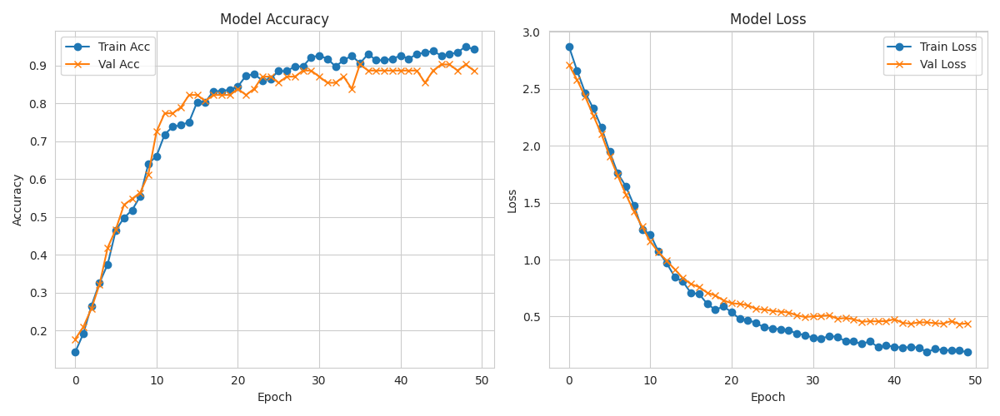 Model Accuracy
Train Acc
Val Acc
Accuracy
0.9
0.8
0.7
0.6
0.5
0.4
0.3
0.2
0 10 20 30 40 50
Epoch
Model Loss
Train Loss
Val Loss
Loss
3.0
2.5
2.0
1.5
1.0
0.5
0 10 20 30 40 50
Epoch